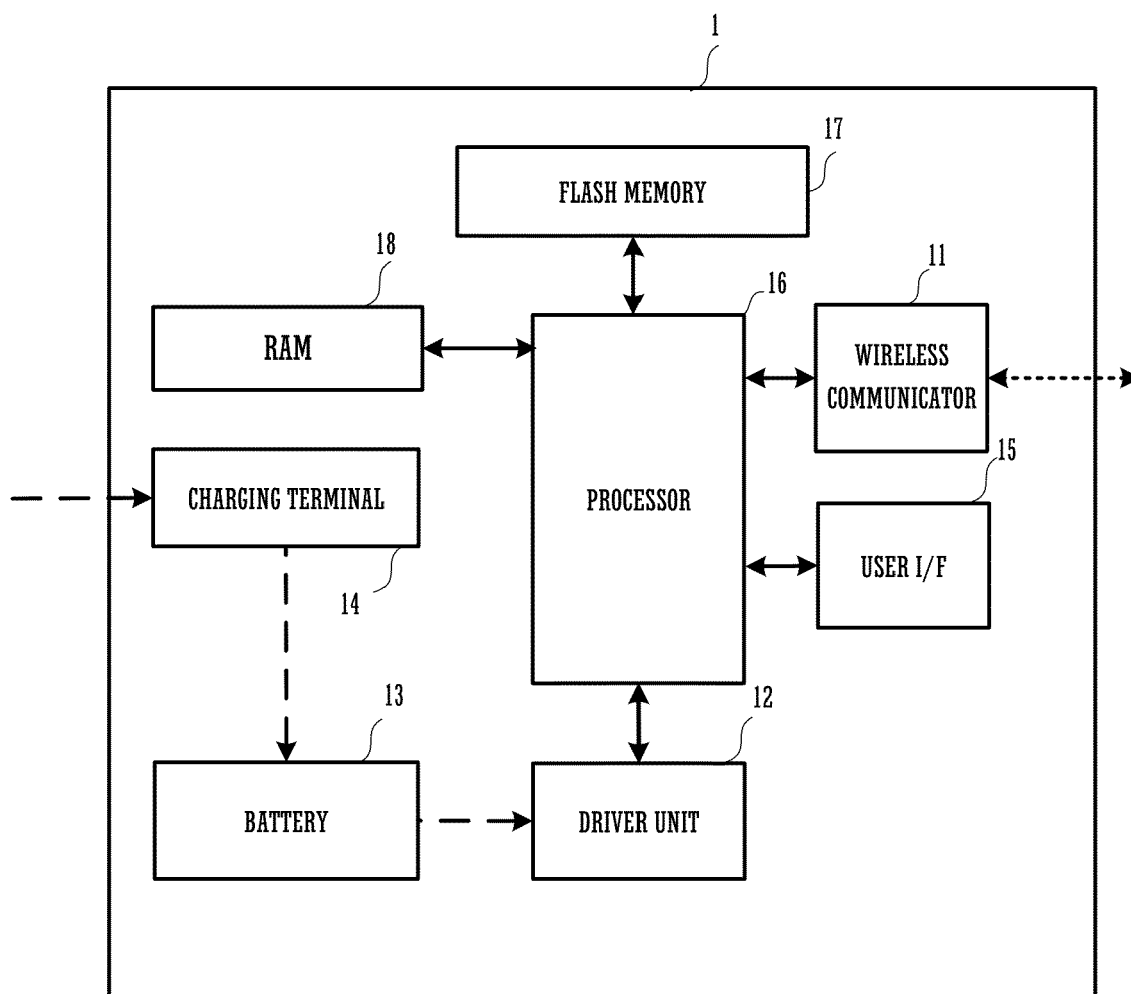 1
17
FLASH MEMORY
18
11
16
RAM
WIRELESS
COMMUNICATOR
15
CHARGING TERMINAL
PROCESSOR
USER I/F
14
13
12
BATTERY
DRIVER UNIT